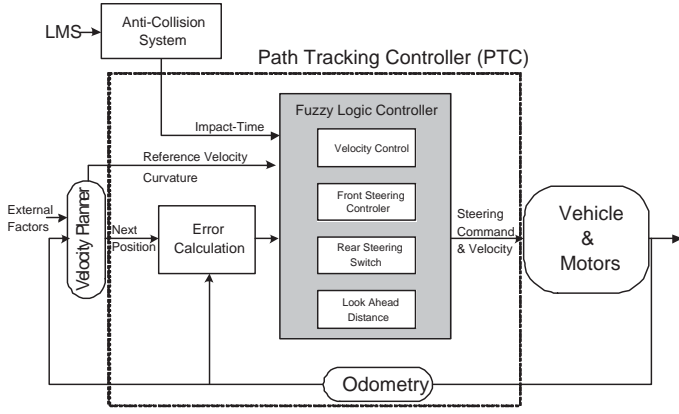 LMS
Anti-Collision
System
Path Tracking Controller (PTC)
Fuzzy Logic Controller
Impact-Time
Velocity Control
Reference Velocity
Curvature
Front Steering
Controler
External
Factors
Velocity Planner
Next
Position
Error
Calculation
Rear Steering
Switch
Steering
Command
& Velocity
Vehicle
&
Motors
Look Ahead
Distance
Odometry